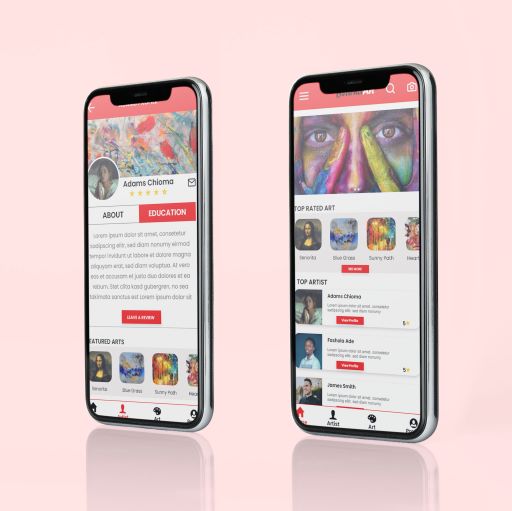 Adams Chioma
ABOUT
EDUCATION
Lorem ipsum dolor sit amet, consetetur
sadipscing elitr, sed diam nonumy eirmod
tempor invidunt ut labore et dolore magna
aliquyam erat, sed diam voluptua. At vero
eos et accusam et justo duo dolores et ea
rebum. Stet clita kasd gubergren, no sea
takimata sanctus est Lorem ipsum dolor sit
LEAVE A REVIEW
FEATURED ARTS
Senorita
Blue Grass
Sunny Path
Artist
Art
Art
TOP RATED ART
Senorita
Blue Grass
Sunny Path
SEE MORE
TOP ARTIST
Adams Chioma
Lorem ipsum dolor sit amet, consetetur
sadipscing elitr, sed diam nonumy
View Profile
5
Foshola Ade
Lorem ipsum dolor sit amet, consetetur
sadipscing elitr, sed diam nonumy
View Profile
5
James Smith
Lorem ipsum dolor sit amet, consetetur
sadipscing elitr, sed diam nonumy
View Profile
Artist
Art